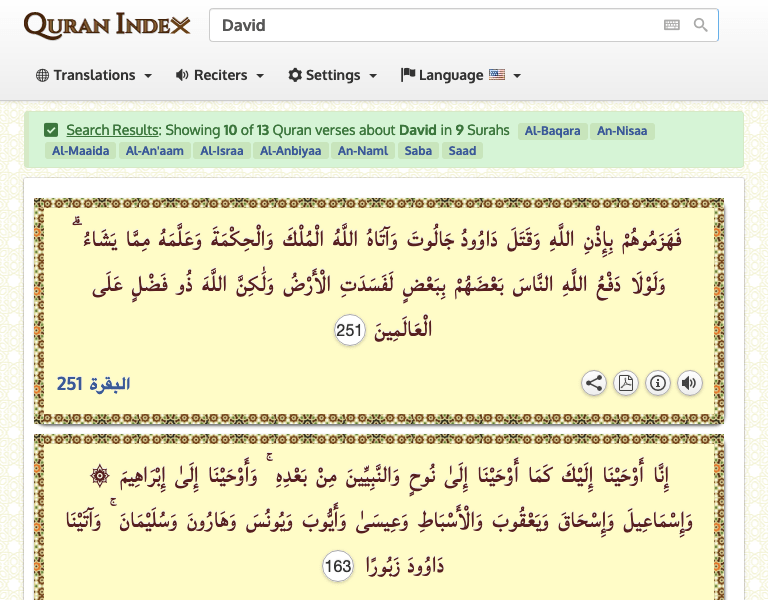 QURAN INDEX
David
Translations Reciters Settings Language
Search Results: Showing 10 of 13 Quran verses about David in 9 Surahs Al-Baqara An-Nisaa
Al-Maaida Al-An'aam Al-Israa Al-Anbiyaa An-Naml Saba Saad
فَهَزَمُوهُمْ بِإِذْنِ اللَّهِ وَقَتَلَ دَاوُودُ جَالُوتَ وَآتَاهُ اللَّهُ الْمُلْكَ وَالْحِكْمَةَ وَعَلَّمَهُ مِمَّا يَشَاءُ ۗ
وَلَوْلَا دَفْعُ اللَّهِ النَّاسَ بَعْضَهُمْ بِبَعْضٍ لَفَسَدَتِ الْأَرْضُ وَلَٰكِنَّ اللَّهَ ذُو فَضْلٍ عَلَى
الْعَالَمِينَ 251
البقرة 251
إِنَّا أَوْحَيْنَا إِلَيْكَ كَمَا أَوْحَيْنَا إِلَىٰ نُوحٍ وَالنَّبِيِّينَ مِنْ بَعْدِهِ ۚ وَأَوْحَيْنَا إِلَىٰ إِبْرَاهِيمَ ۞
وَإِسْمَاعِيلَ وَإِسْحَاقَ وَيَعْقُوبَ وَالْأَسْبَاطِ وَعِيسَىٰ وَأَيُّوبَ وَيُونُسَ وَهَارُونَ وَسُلَيْمَانَ ۚ وَآتَيْنَا
دَاوُودَ زَبُورًا 163